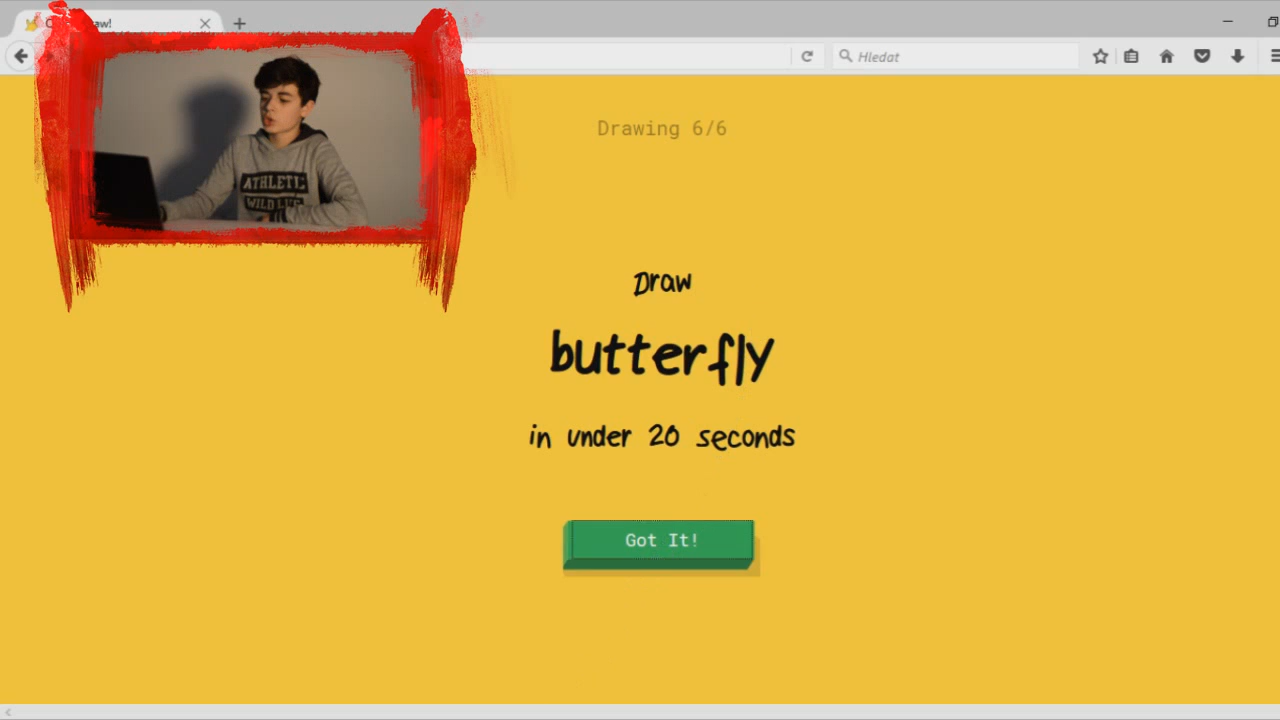 Hledat
Drawing 6/6
ATHLETIC
WILD LIFE
Draw
butterfly
in under 20 seconds
Got It!